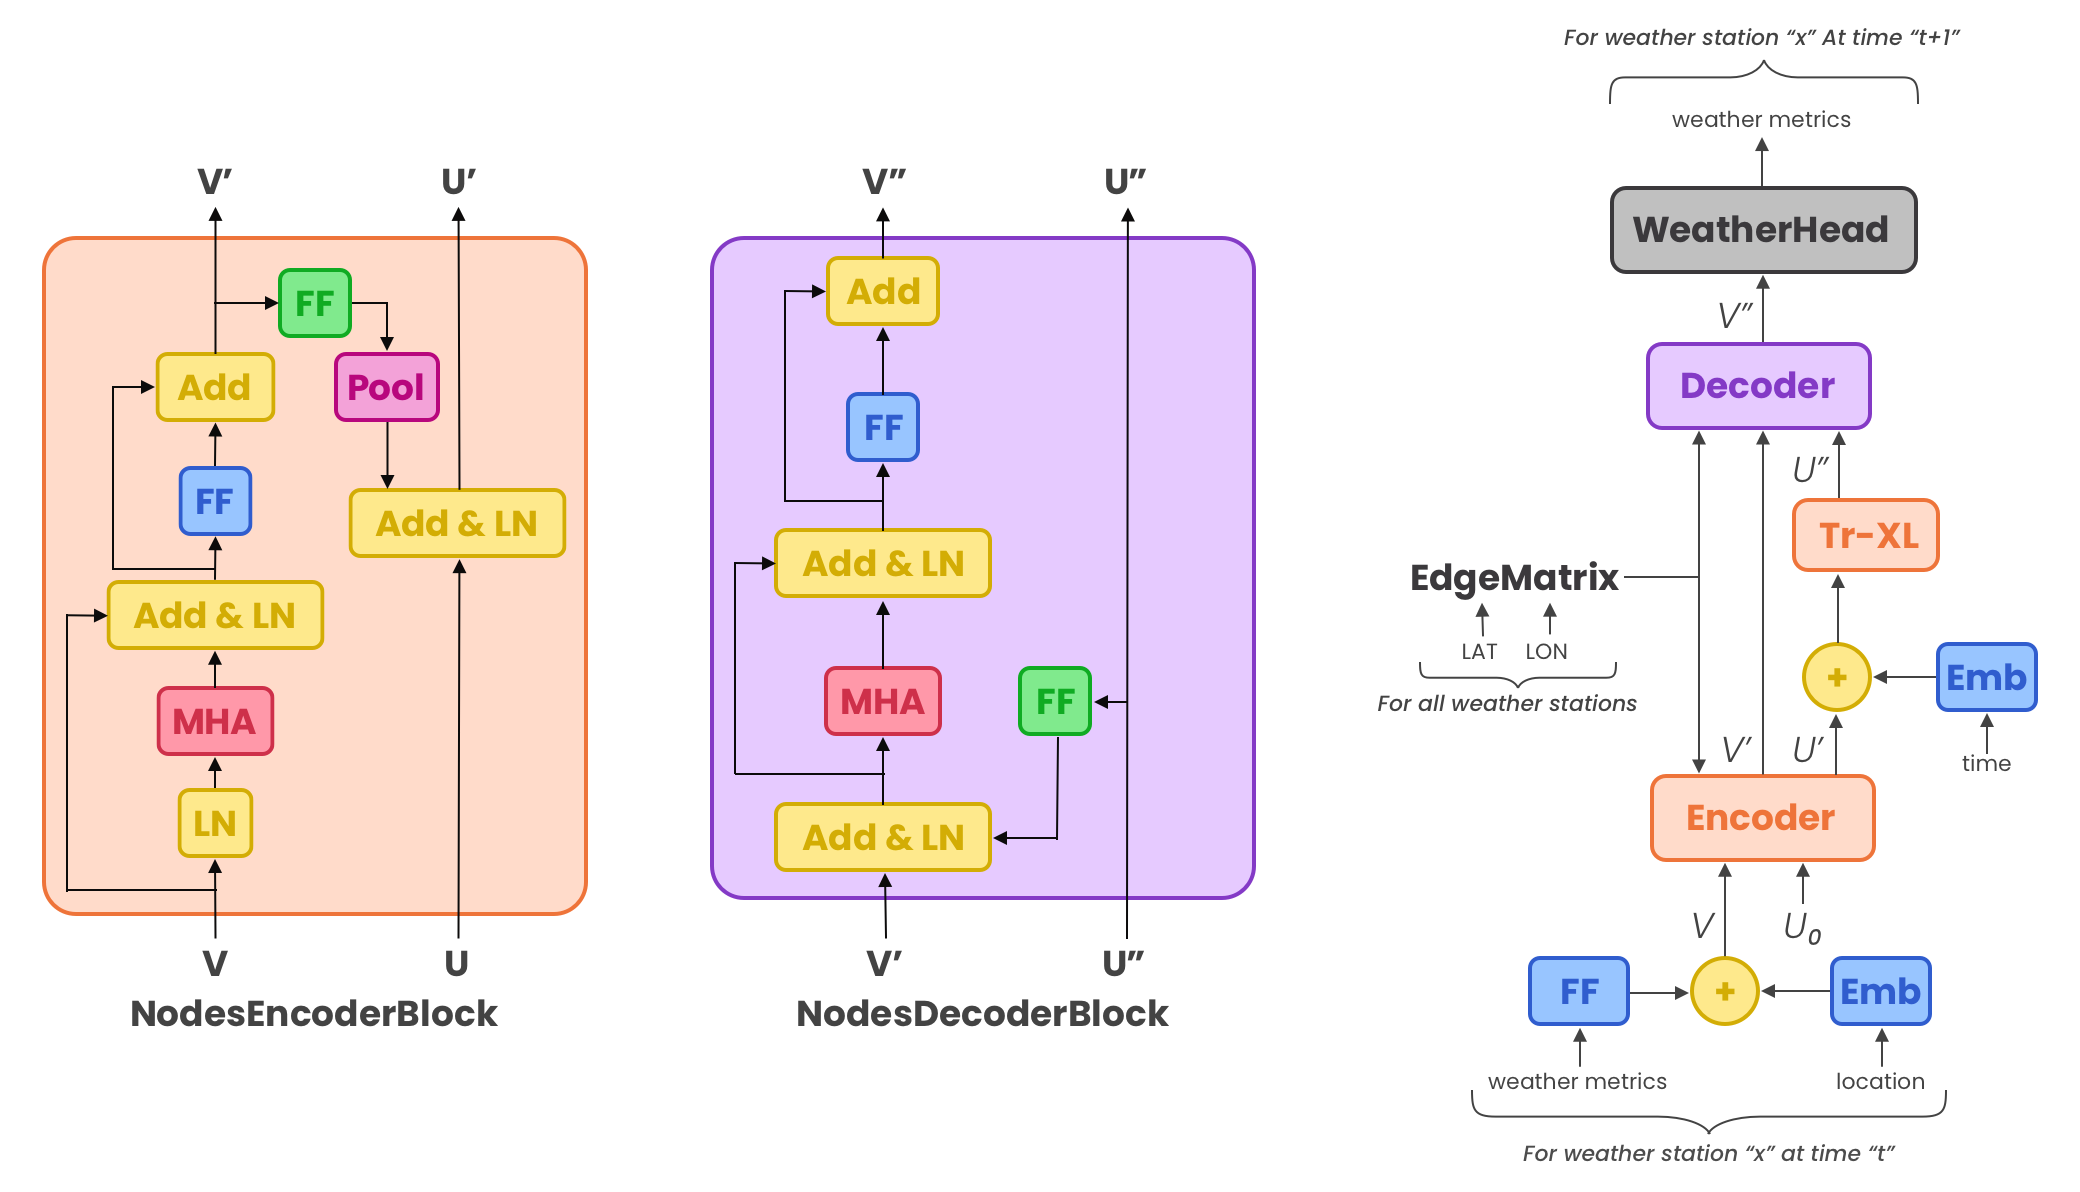 V’
U’
FF
Add
Pool
FF
Add & LN
Add & LN
MHA
LN
V
U
NodesEncoderBlock
V”
U”
Add
FF
Add & LN
MHA
FF
Add & LN
V’
U”
NodesDecoderBlock
For weather station “x” At time “t+1”
weather metrics
WeatherHead
V”
Decoder
U”
Tr-XL
EdgeMatrix
LAT
LON
For all weather stations
+
Emb
time
V’
U’
Encoder
V
U₀
FF
+
Emb
weather metrics
location
For weather station “x” at time “t”